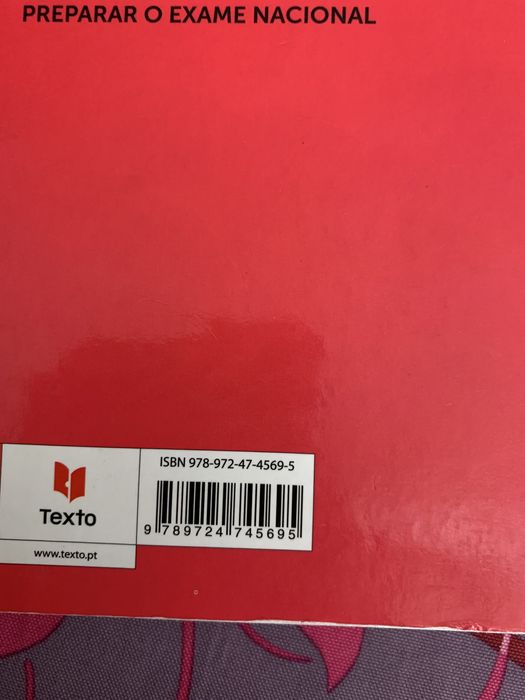 PREPARAR O EXAME NACIONAL
ISBN 978-972-47-4569-5
Texto
9 789724 745695
www.texto.pt